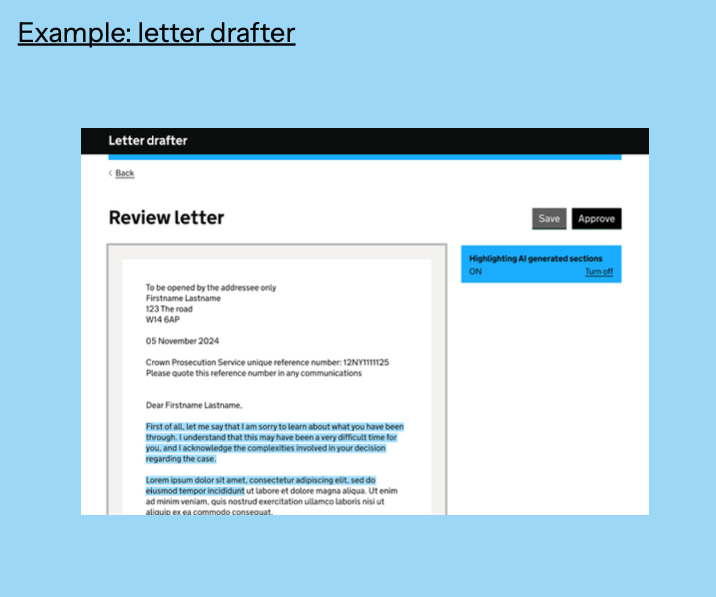 Example: letter drafter
Letter drafter
Back
Review letter
Save
Approve
Highlighting AI generated sections
ON
Turn off
To be opened by the addressee only
Firstname Lastname
123 The road
W14 6AP
05 November 2024
Crown Prosecution Service unique reference number: 12NY1111125
Please quote this reference number in any communications
Dear Firstname Lastname,
First of all, let me say that I am sorry to learn about what you have been
through. I understand that this may have been a very difficult time for
you, and I acknowledge the complexities involved in your decision
regarding the case.
Lorem ipsum dolor sit amet, consectetur adipiscing elit, sed do
eiusmod tempor incididunt ut labore et dolore magna aliqua. Ut enim
ad minim veniam, quis nostrud exercitation ullamco laboris nisi ut
aliquip ex ea commodo consequat.